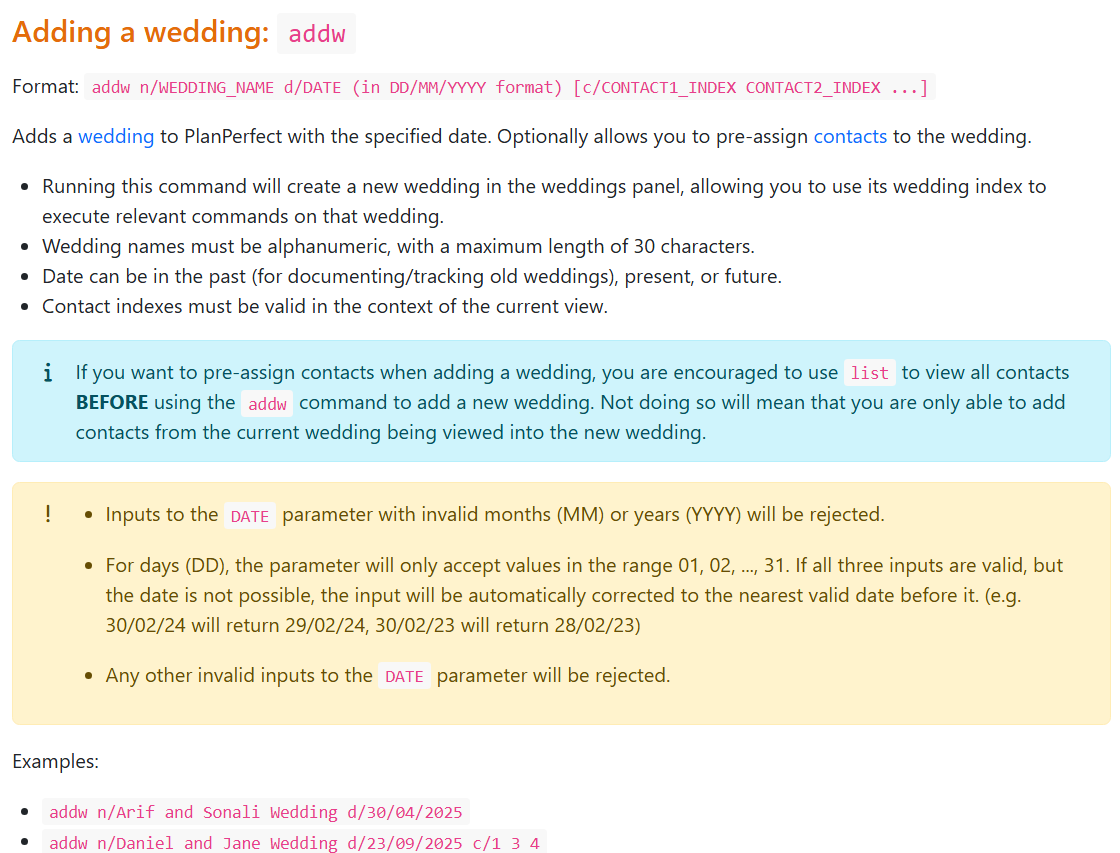 Adding a wedding: addw
Format: addw n/WEDDING_NAME d/DATE (in DD/MM/YYYY format) [c/CONTACT1_INDEX CONTACT2_INDEX ...]
Adds a wedding to PlanPerfect with the specified date. Optionally allows you to pre-assign contacts to the wedding.
• Running this command will create a new wedding in the weddings panel, allowing you to use its wedding index to
execute relevant commands on that wedding.
• Wedding names must be alphanumeric, with a maximum length of 30 characters.
• Date can be in the past (for documenting/tracking old weddings), present, or future.
• Contact indexes must be valid in the context of the current view.
i If you want to pre-assign contacts when adding a wedding, you are encouraged to use list to view all contacts
BEFORE using the addw command to add a new wedding. Not doing so will mean that you are only able to add
contacts from the current wedding being viewed into the new wedding.
! • Inputs to the DATE parameter with invalid months (MM) or years (YYYY) will be rejected.
• For days (DD), the parameter will only accept values in the range 01, 02, ..., 31. If all three inputs are valid, but
the date is not possible, the input will be automatically corrected to the nearest valid date before it. (e.g.
30/02/24 will return 29/02/24, 30/02/23 will return 28/02/23)
• Any other invalid inputs to the DATE parameter will be rejected.
Examples:
• addw n/Arif and Sonali Wedding d/30/04/2025
• addw n/Daniel and Jane Wedding d/23/09/2025 c/1 3 4